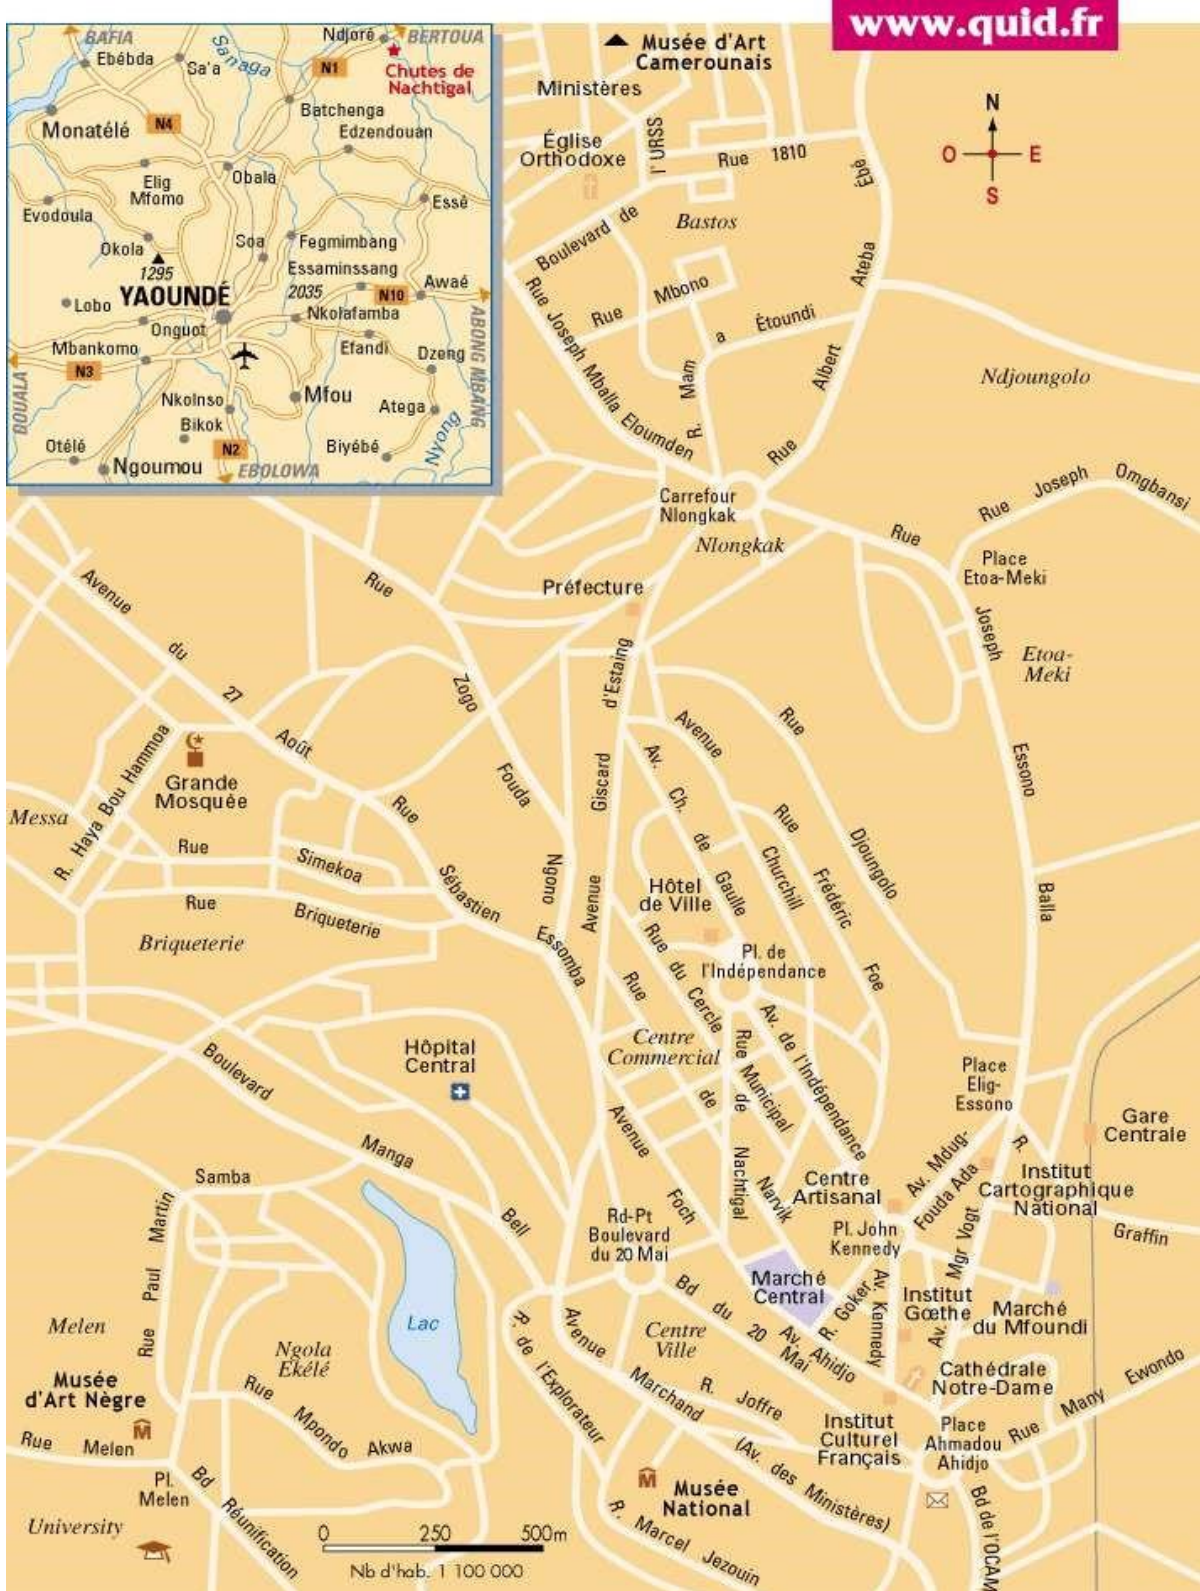 www.quid.fr
BAFIA
Ebébda
Sa'a
Sanaga
Ndjoré
BERTOUA
N1
Chutes de
Nachtigal
Batchenga
Monatélé
N4
Edzendouan
Elig
Mfomo
Obala
Evodoula
Essé
Okola
Soa
Fegmimbang
1295
Essaminssang
YAOUNDÉ
2035
N10
Awaé
Lobo
Onguot
Nkolafamba
Mbankomo
Efandi
Dzeng
N3
ABONG MBANG
DOUALA
Nkolnso
Mfou
Atega
Bikok
Otélé
N2
Biyébé
Nyong
Ngoumou
EBOLOWA
Musée d'Art
Camerounais
Ministères
Église
Orthodoxe
l'URSS
Rue 1810
Ébé
N
O E
S
Boulevard de
Bastos
Ateba
Rue Mbono
Rue Joseph Mballa Eloumden
a Étoundi
Albert
R. Mam
Ndjoungolo
Rue
Carrefour
Nlongkak
Nlongkak
Rue
Rue Joseph Omgbansi
Place
Etoa-Meki
Préfecture
Avenue du 27 Août
Rue
Zogo
Fouda
Ngono
d'Estaing
Giscard
Avenue
Joseph
Essono
Balla
Etoa-
Meki
Avenue
Churchill
Rue
Djoungolo
Av. Ch. de Gaulle
Rue Frédéric Foe
Grande
Mosquée
Messa
R. Haya Bou Hammoa
Rue Simekoa
Rue
Sébastien
Essomba
Rue Briqueterie
Briqueterie
Hôtel
de Ville
Pl. de
l'Indépendance
Rue du Cercle
Municipal
Rue
de
Narvik
Centre
Commercial
Rue de Nachtigal
Av. de l'Indépendance
Hôpital
Central
Boulevard
Manga
Bell
Place
Elig-
Essono
Gare
Centrale
Avenue
Foch
Av. Mdug-
Fouda Ada
R.
Graffin
Institut
Cartographique
National
Centre
Artisanal
Samba
Rue Paul Martin
Rd-Pt
Boulevard
du 20 Mai
Pl. John
Kennedy
Mgr Vogt
Av.
Marché
Central
R. Goker
Av. Kennedy
Institut
Gœthe
Marché
du Mfoundi
Lac
Melen
Ngola
Ekélé
R. de l'Explorateur
Avenue
Marchand
Centre
Ville
Bd du 20 Mai
Av. Ahidjo
Cathédrale
Notre-Dame
Musée
d'Art Nègre
Rue Mpondo Akwa
R. Joffre
Institut
Culturel
Français
Place
Ahmadou
Ahidjo
Rue Many Ewondo
Rue Melen
Pl.
Melen
Bd Réunification
(Av. des Ministères)
Musée
National
R. Marcel Jezouin
Bd de l'OCAM
University
0 250 500m
Nb d'hab. 1 100 000